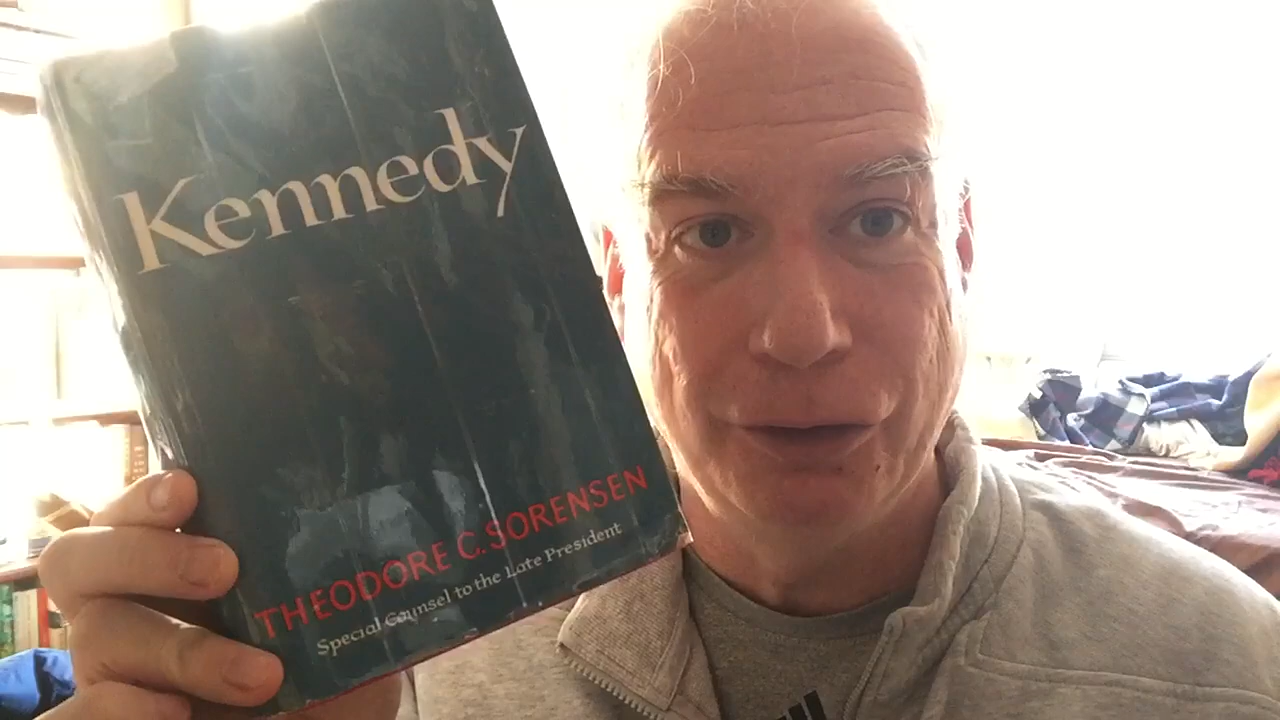 Kennedy
THEODORE C. SORENSEN
Special Counsel to the Late President